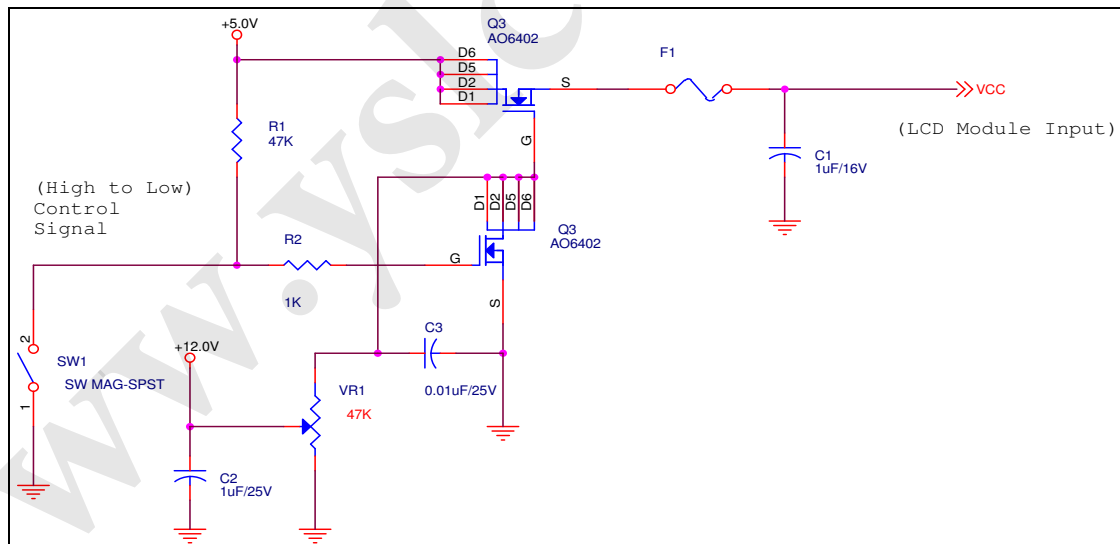 +5.0V
Q3
AO6402
D6
D5
D2
D1
S
F1
VCC
(LCD Module Input)
R1
47K
G
C1
1uF/16V
(High to Low)
Control
Signal
D1
D2
D5
D6
Q3
AO6402
R2
G
1K
S
C3
0.01uF/25V
2
SW1
SW MAG-SPST
1
+12.0V
VR1
47K
C2
1uF/25V
www.yslc